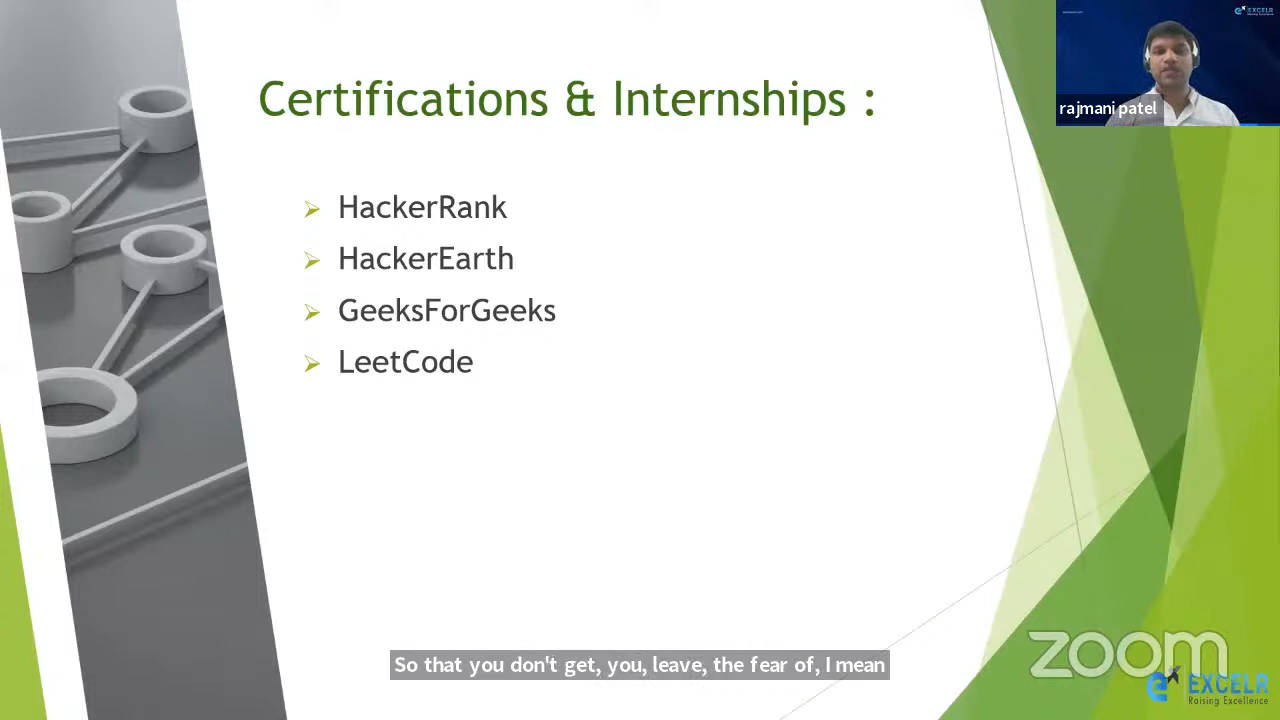 Certifications & Internships :
HackerRank
HackerEarth
GeeksForGeeks
LeetCode
EXCELR
rajmani patel
So that you don't get, you, leave, the fear of, I mean
zoom
EXCELR
Raising Excellence